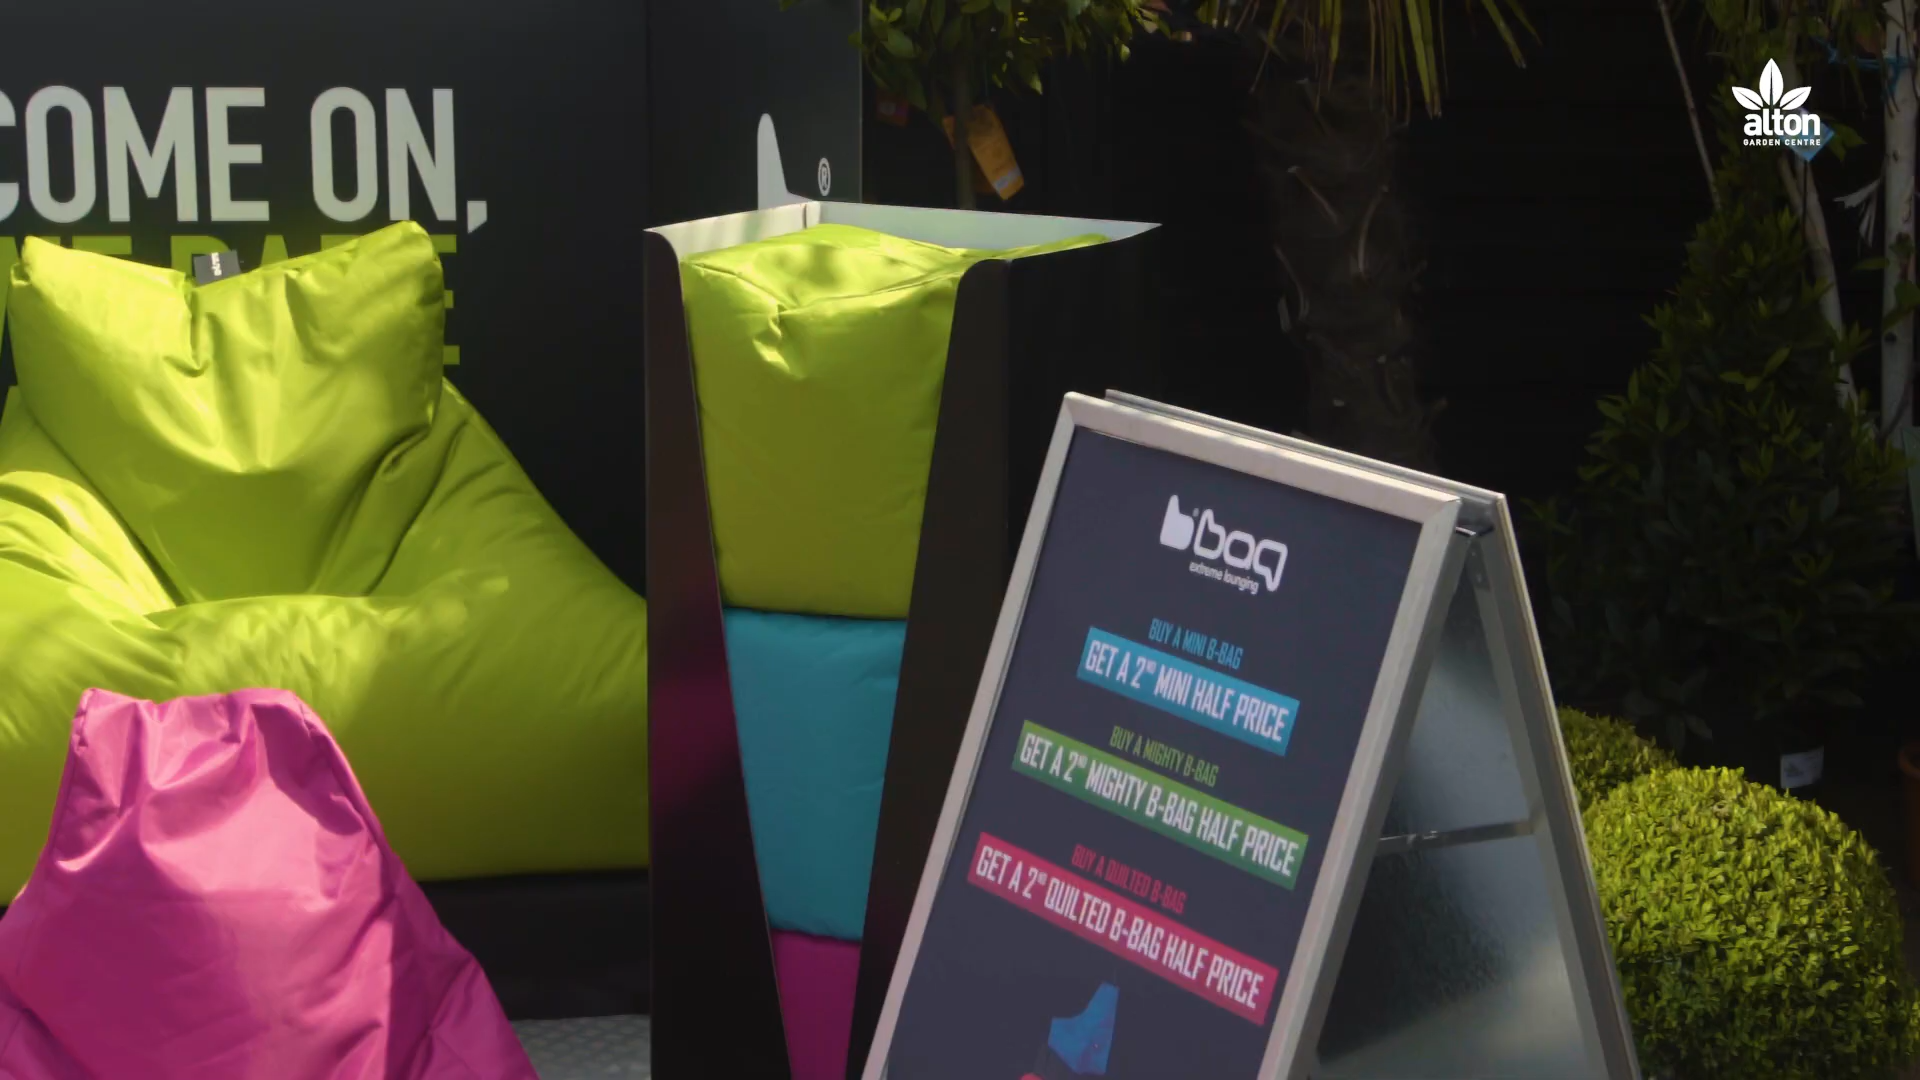 COME ON,
alton
GARDEN CENTRE
b bag
extreme lounging
BUY A MINI B-BAG
GET A 2ND MINI HALF PRICE
BUY A MIGHTY B-BAG
GET A 2ND MIGHTY B-BAG HALF PRICE
BUY A QUILTED B-BAG
GET A 2ND QUILTED B-BAG HALF PRICE